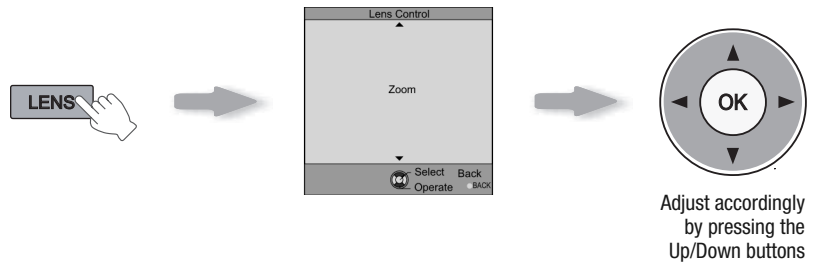 LENS
Lens Control
Zoom
Select Back
Operate BACK
OK
Adjust accordingly
by pressing the
Up/Down buttons